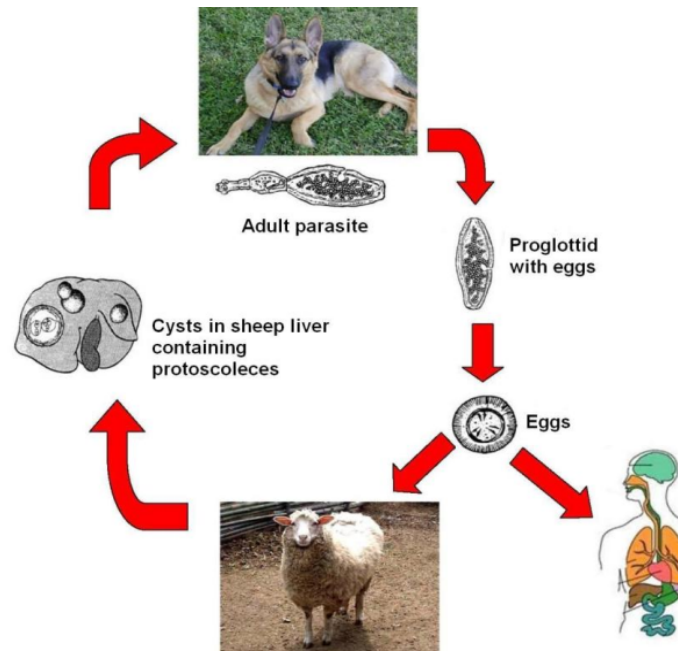 Adult parasite
Proglottid
with eggs
Cysts in sheep liver
containing
protoscoleces
Eggs